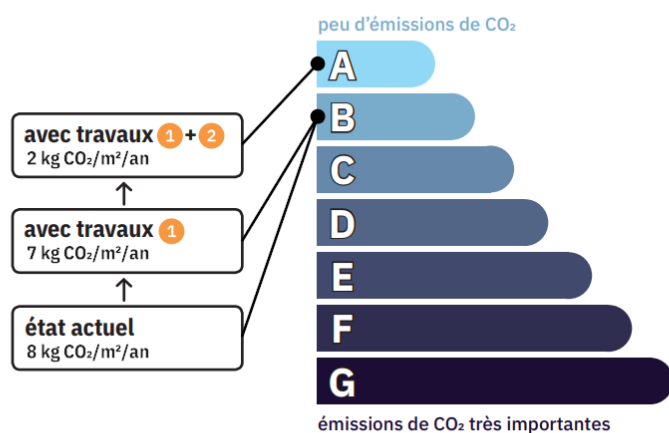 peu d’émissions de CO₂
A
B
C
D
E
F
G
émissions de CO₂ très importantes
avec travaux 1 + 2
2 kg CO₂/m²/an
avec travaux 1
7 kg CO₂/m²/an
état actuel
8 kg CO₂/m²/an